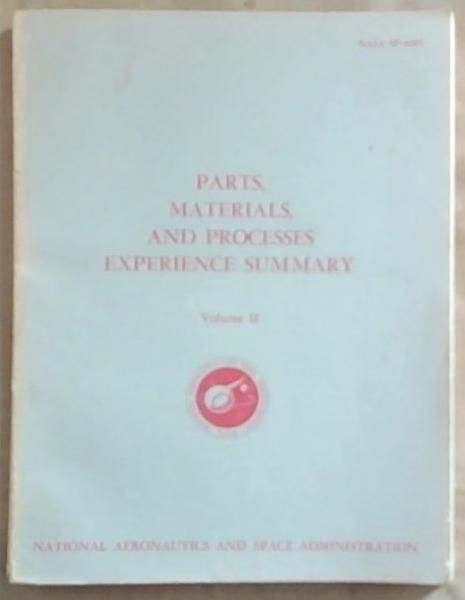 NASA SP-6507
PARTS,
MATERIALS,
AND PROCESSES
EXPERIENCE SUMMARY
Volume II
NATIONAL AERONAUTICS AND SPACE ADMINISTRATION